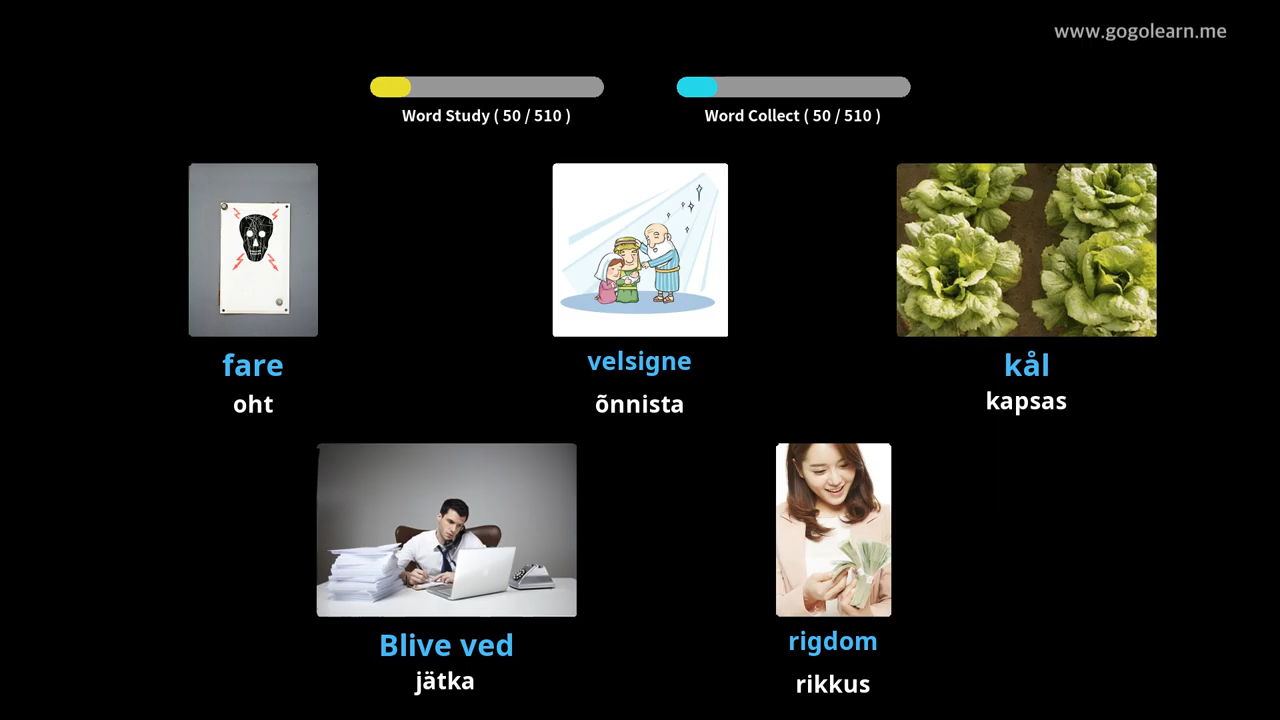 www.gogolearn.me
Word Study ( 50 / 510 )
Word Collect ( 50 / 510 )
fare
oht
velsigne
õnnista
kål
kapsas
Blive ved
jätka
rigdom
rikkus